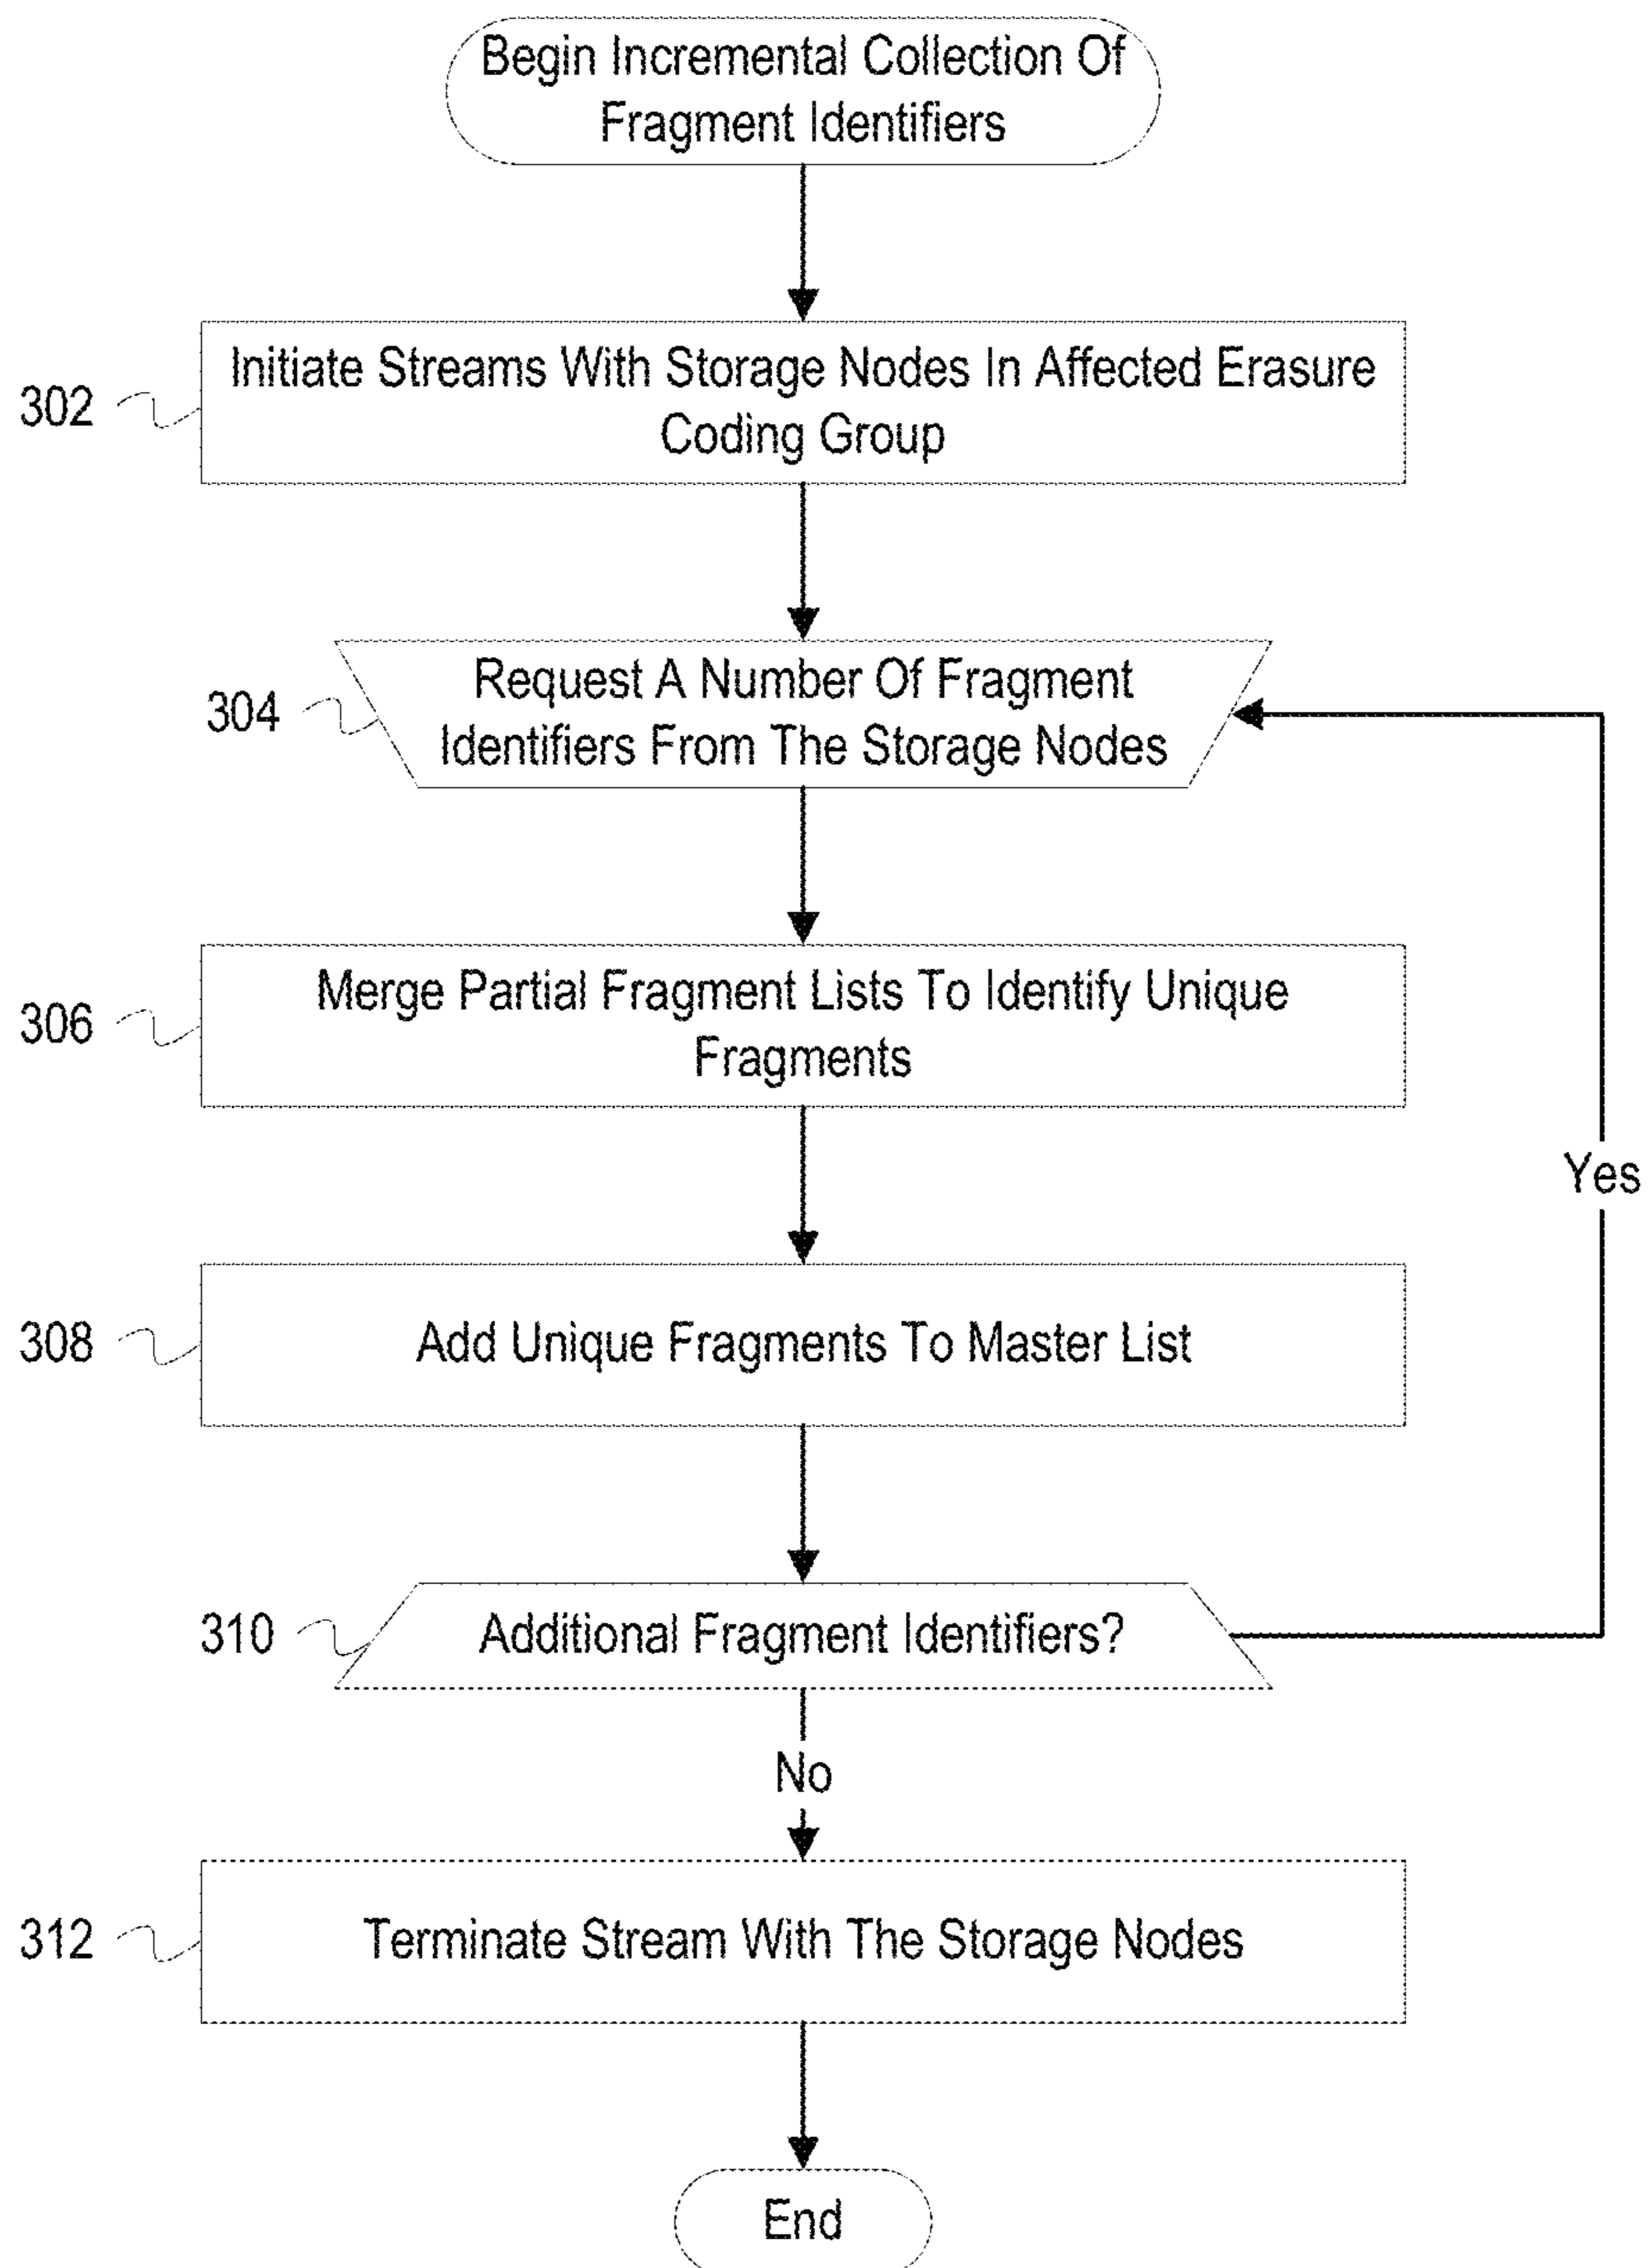 Begin Incremental Collection Of
Fragment Identifiers
302
Initiate Streams With Storage Nodes In Affected Erasure
Coding Group
304
Request A Number Of Fragment
Identifiers From The Storage Nodes
306
Merge Partial Fragment Lists To Identify Unique
Fragments
Yes
308
Add Unique Fragments To Master List
310
Additional Fragment Identifiers?
No
312
Terminate Stream With The Storage Nodes
End